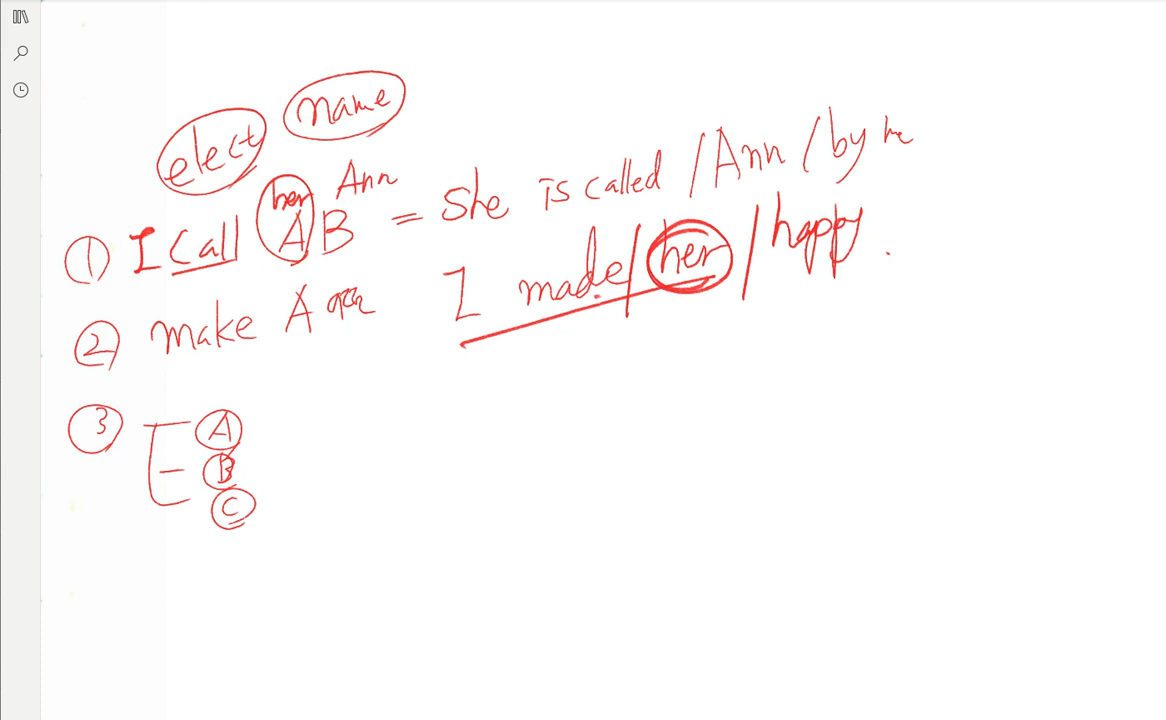 elect name
her Ann
① I call A B = She is called / Ann / by me
② make A I made / her / happy.
③ A
B
C